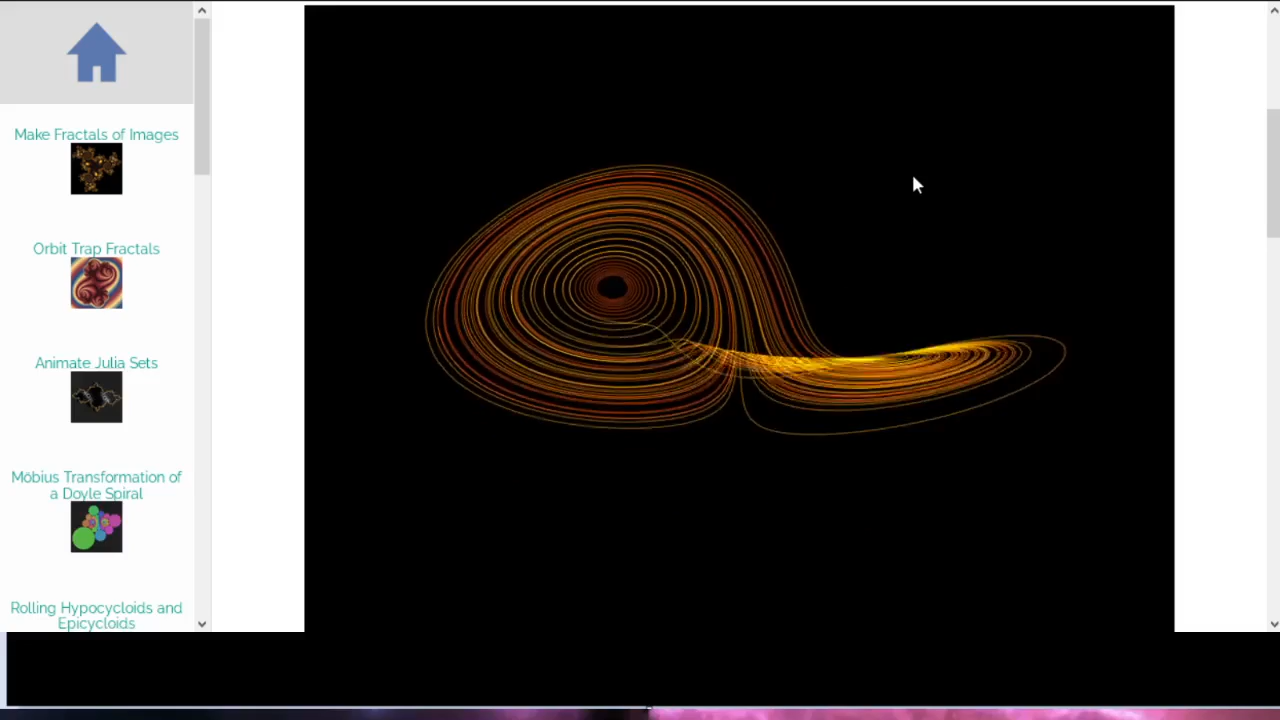 Make Fractals of Images
Orbit Trap Fractals
Animate Julia Sets
Möbius Transformation of
a Doyle Spiral
Rolling Hypocycloids and
Epicycloids